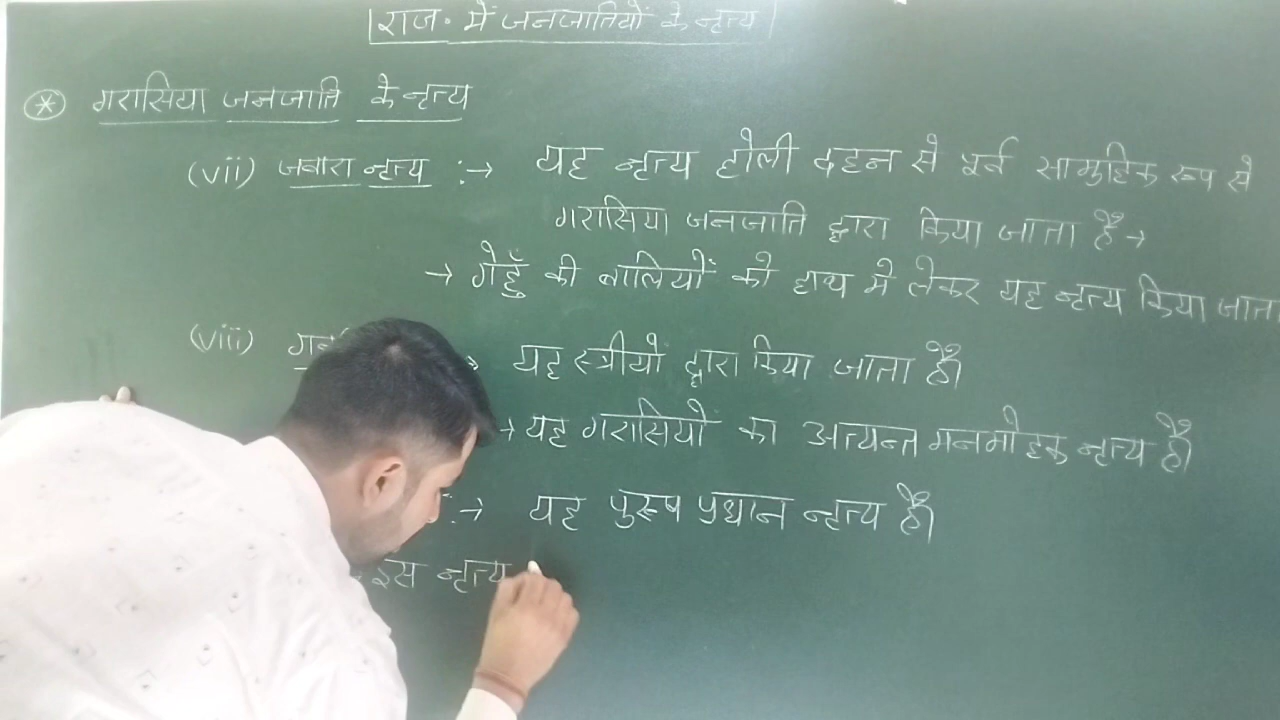 राज॰ में जनजातियों के नृत्य
* गरासिया जनजाति के नृत्य
(vii) जवारा नृत्य :→ यह नृत्य होली दहन से पूर्व सामुहिक रूप से
गरासिया जनजाति द्वारा किया जाता हैं →
→ गेहुँ की बालियों को हाथ मे लेकर यह नृत्य किया जाता
(viii) यह स्त्रीयों द्वारा किया जाता हैं।
→ यह गरासियों का अत्यन्त मनमोहक नृत्य हैं।
:→ यह पुरूष प्रधान नृत्य हैं।
इस नृत्य